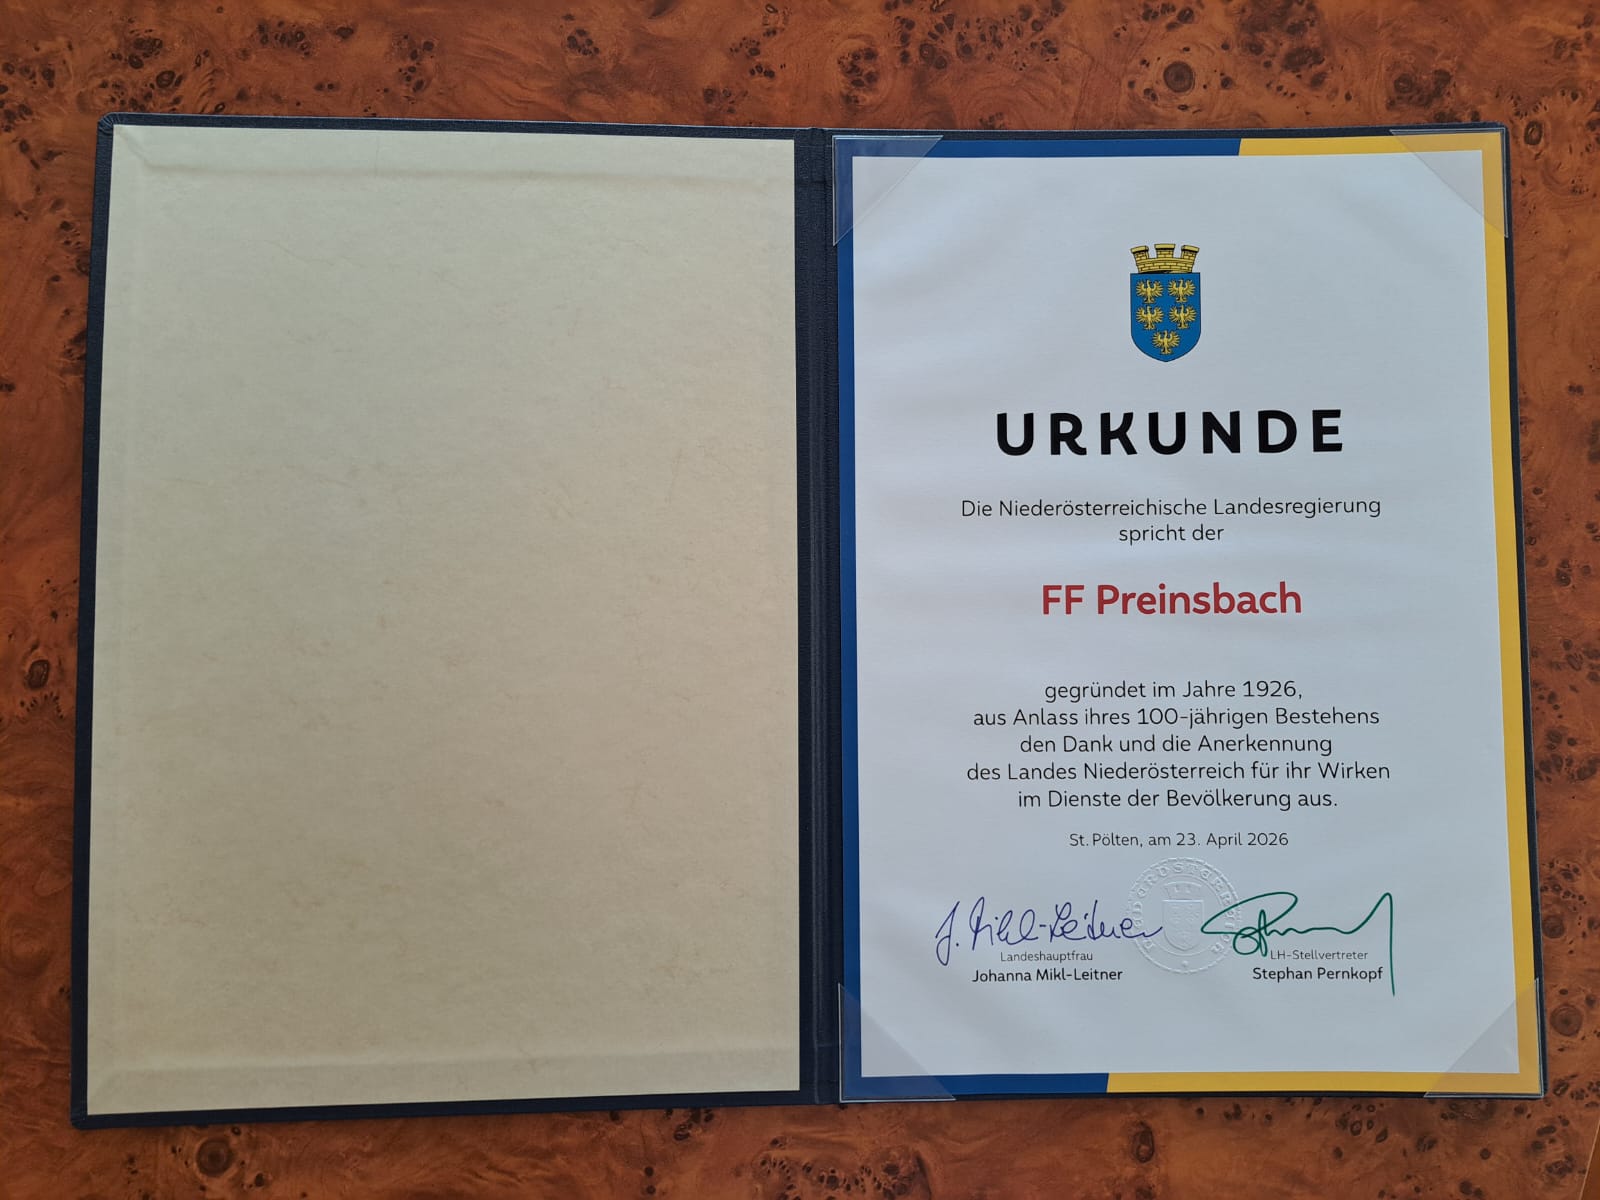 URKUNDE
Die Niederösterreichische Landesregierung
spricht der
FF Preinsbach
gegründet im Jahre 1926,
aus Anlass ihres 100-jährigen Bestehens
den Dank und die Anerkennung
des Landes Niederösterreich für ihr Wirken
im Dienste der Bevölkerung aus.
St. Pölten, am 23. April 2026
J. Mikl-Leitner
Landeshauptfrau
Johanna Mikl-Leitner
LH-Stellvertreter
Stephan Pernkopf